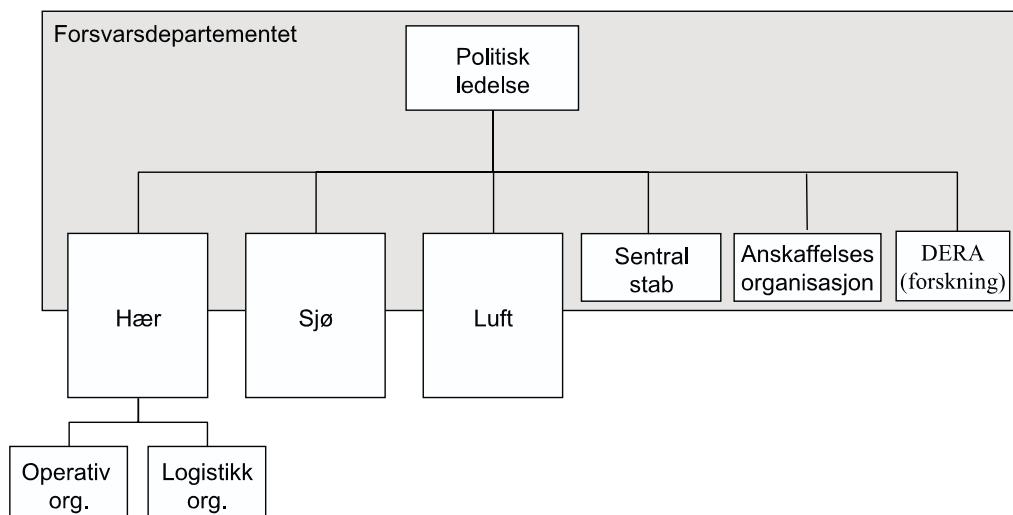 Forsvarsdepartementet
Politisk
ledelse
Hær
Sjø
Luft
Sentral
stab
Anskaffelses
organisasjon
DERA
(forskning)
Operativ
org.
Logistikk
org.